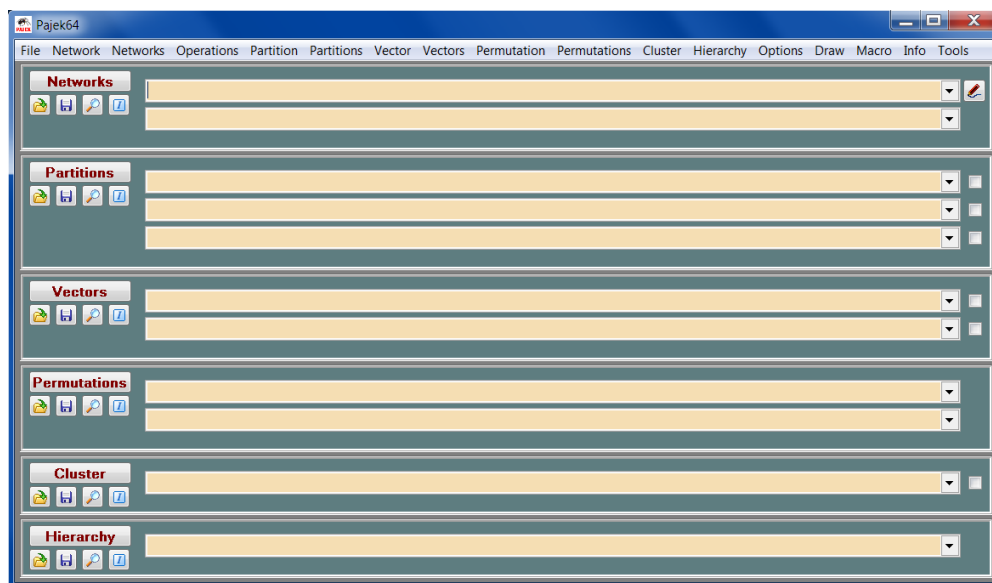 Pajek64
File Network Networks Operations Partition Partitions Vector Vectors Permutation Permutations Cluster Hierarchy Options Draw Macro Info Tools
Networks
Partitions
Vectors
Permutations
Cluster
Hierarchy